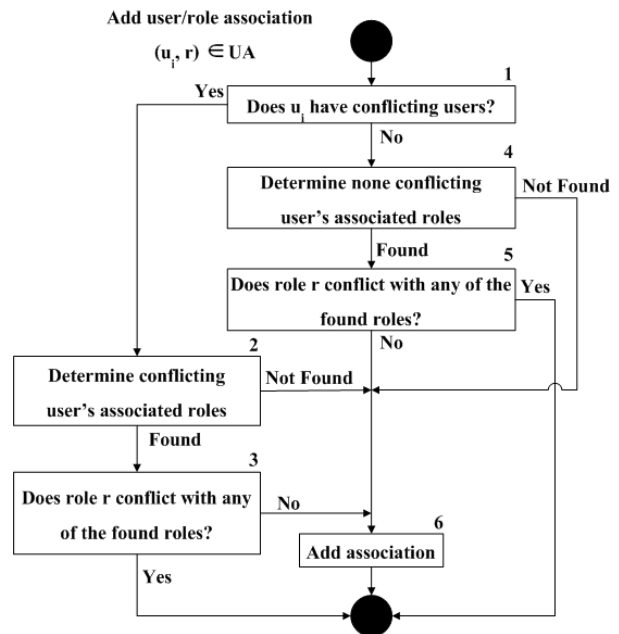 Add user/role association
(u_i, r) ∈ UA
1
Yes
Does u_i have conflicting users?
No
4
Determine none conflicting
user's associated roles
Not Found
Found
5
Does role r conflict with any of the
found roles?
Yes
No
2
Determine conflicting
user's associated roles
Not Found
Found
3
Does role r conflict with any
of the found roles?
No
6
Add association
Yes